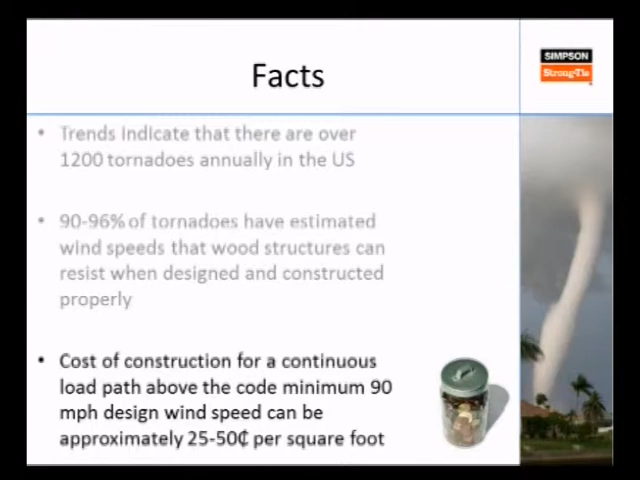 Facts
SIMPSON
Strong-Tie
• Trends indicate that there are over
1200 tornadoes annually in the US
• 90-96% of tornadoes have estimated
wind speeds that wood structures can
resist when designed and constructed
properly
• Cost of construction for a continuous
load path above the code minimum 90
mph design wind speed can be
approximately 25-50₵ per square foot